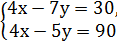 4x − 7y = 30,
4x − 5y = 90